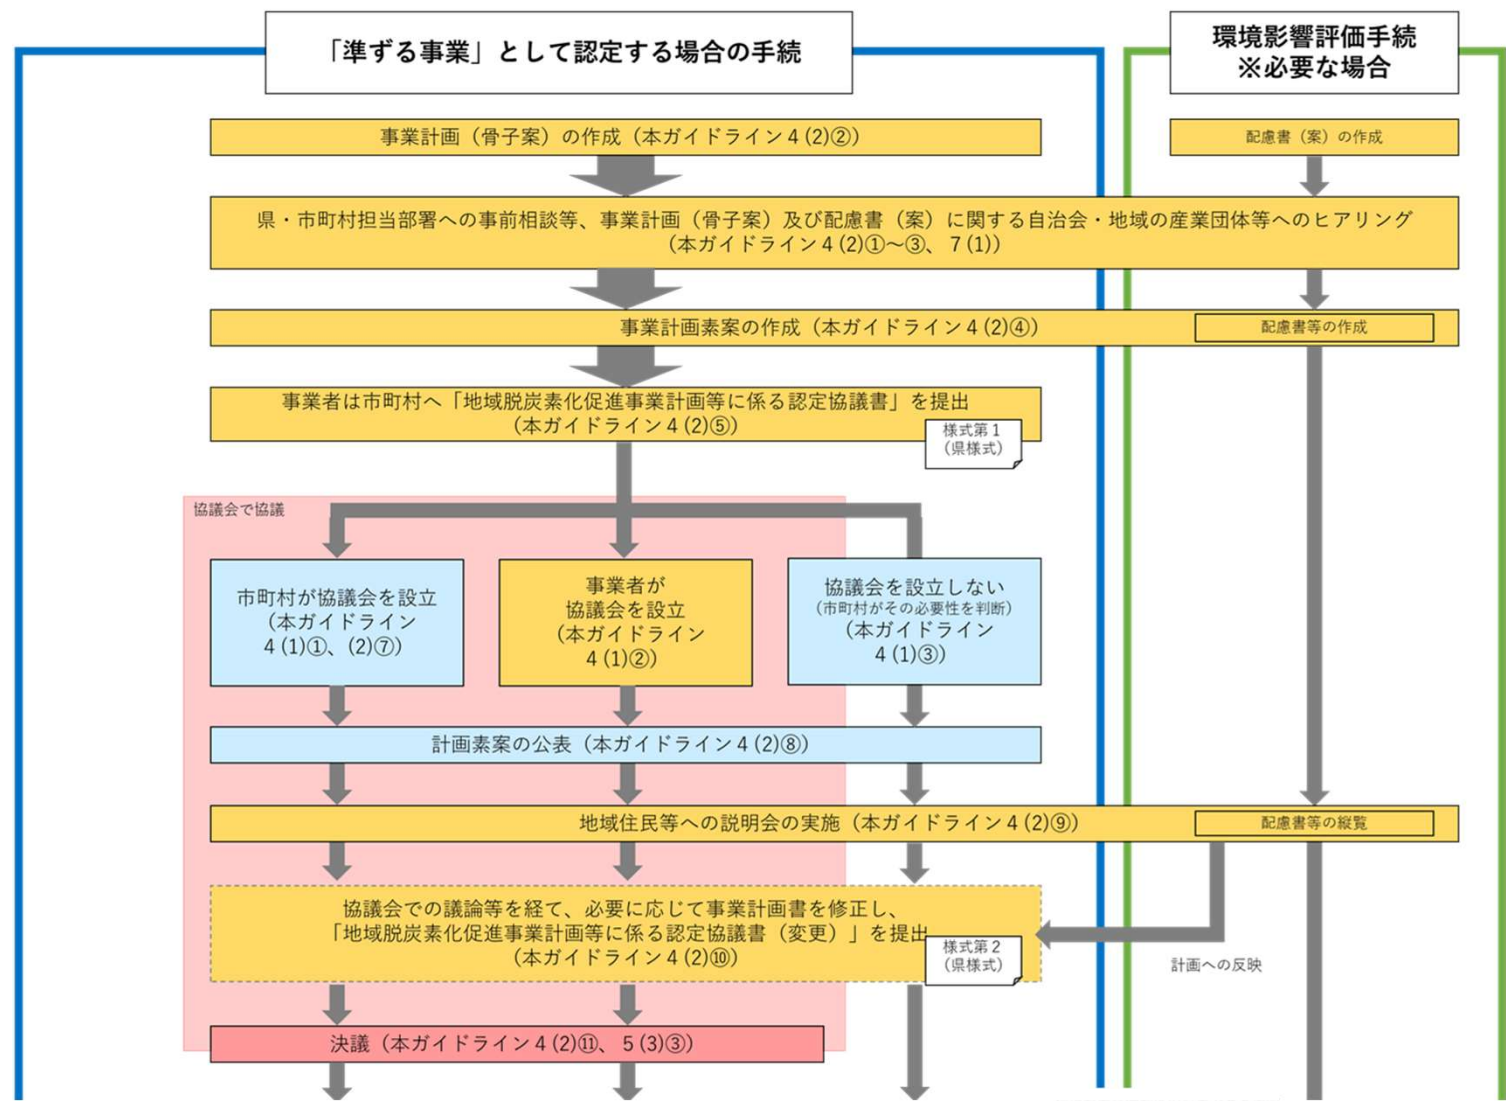 「準ずる事業」として認定する場合の手続
環境影響評価手続
※必要な場合
事業計画（骨子案）の作成（本ガイドライン４(2)②）
配慮書（案）の作成
県・市町村担当部署への事前相談等、事業計画（骨子案）及び配慮書（案）に関する自治会・地域の産業団体等へのヒアリング
（本ガイドライン４(2)①～③、７(1)）
事業計画素案の作成（本ガイドライン４(2)④）
配慮書等の作成
事業者は市町村へ「地域脱炭素化促進事業計画等に係る認定協議書」を提出
（本ガイドライン４(2)⑤）
様式第１
（県様式）
協議会で協議
市町村が協議会を設立
（本ガイドライン
４(1)①、(2)⑦）
事業者が
協議会を設立
（本ガイドライン
４(1)②）
協議会を設立しない
（市町村がその必要性を判断）
（本ガイドライン
４(1)③）
計画素案の公表（本ガイドライン４(2)⑧）
地域住民等への説明会の実施（本ガイドライン４(2)⑨）
配慮書等の縦覧
協議会での議論等を経て、必要に応じて事業計画書を修正し、
「地域脱炭素化促進事業計画等に係る認定協議書（変更）」を提出
（本ガイドライン４(2)⑩）
様式第２
（県様式）
計画への反映
決議（本ガイドライン４(2)⑪、５(3)③）